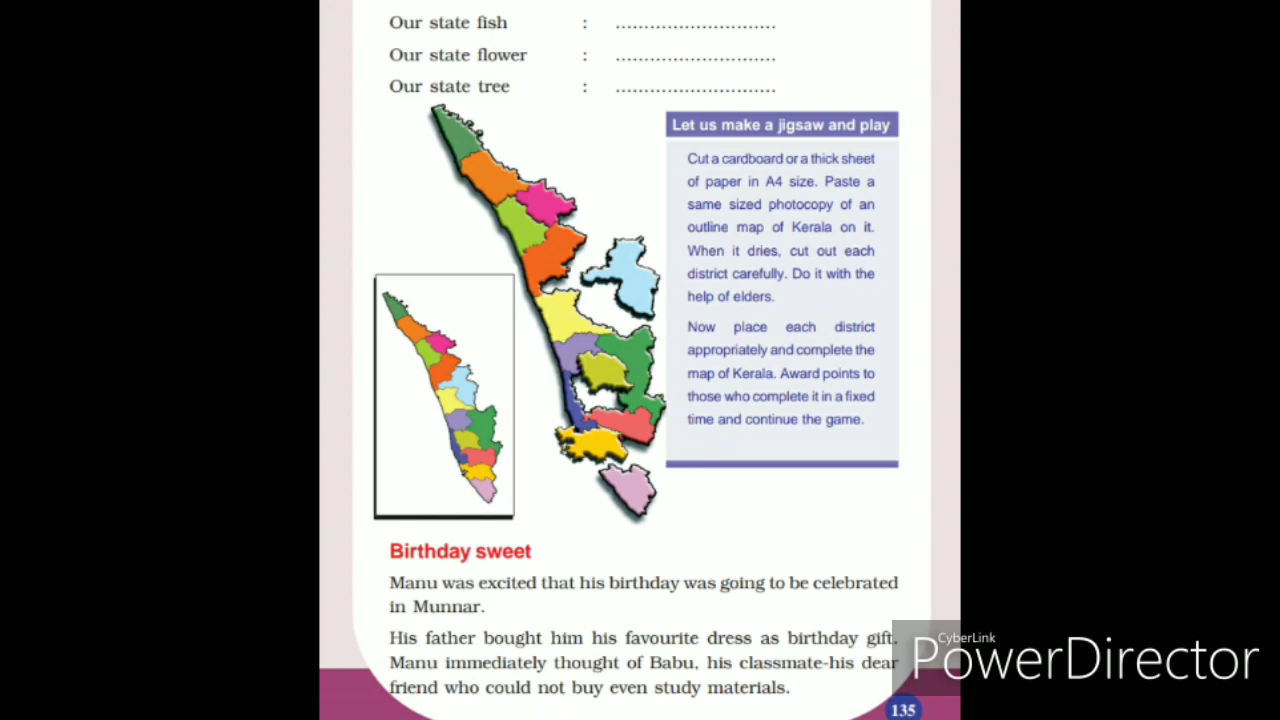 Our state fish : ............................
Our state flower : ............................
Our state tree : ............................
Let us make a jigsaw and play
Cut a cardboard or a thick sheet
of paper in A4 size. Paste a
same sized photocopy of an
outline map of Kerala on it.
When it dries, cut out each
district carefully. Do it with the
help of elders.
Now place each district
appropriately and complete the
map of Kerala. Award points to
those who complete it in a fixed
time and continue the game.
Birthday sweet
Manu was excited that his birthday was going to be celebrated
in Munnar.
His father bought him his favourite dress as birthday gift.
Manu immediately thought of Babu, his classmate-his dear
friend who could not buy even study materials.
135
CyberLink
PowerDirector